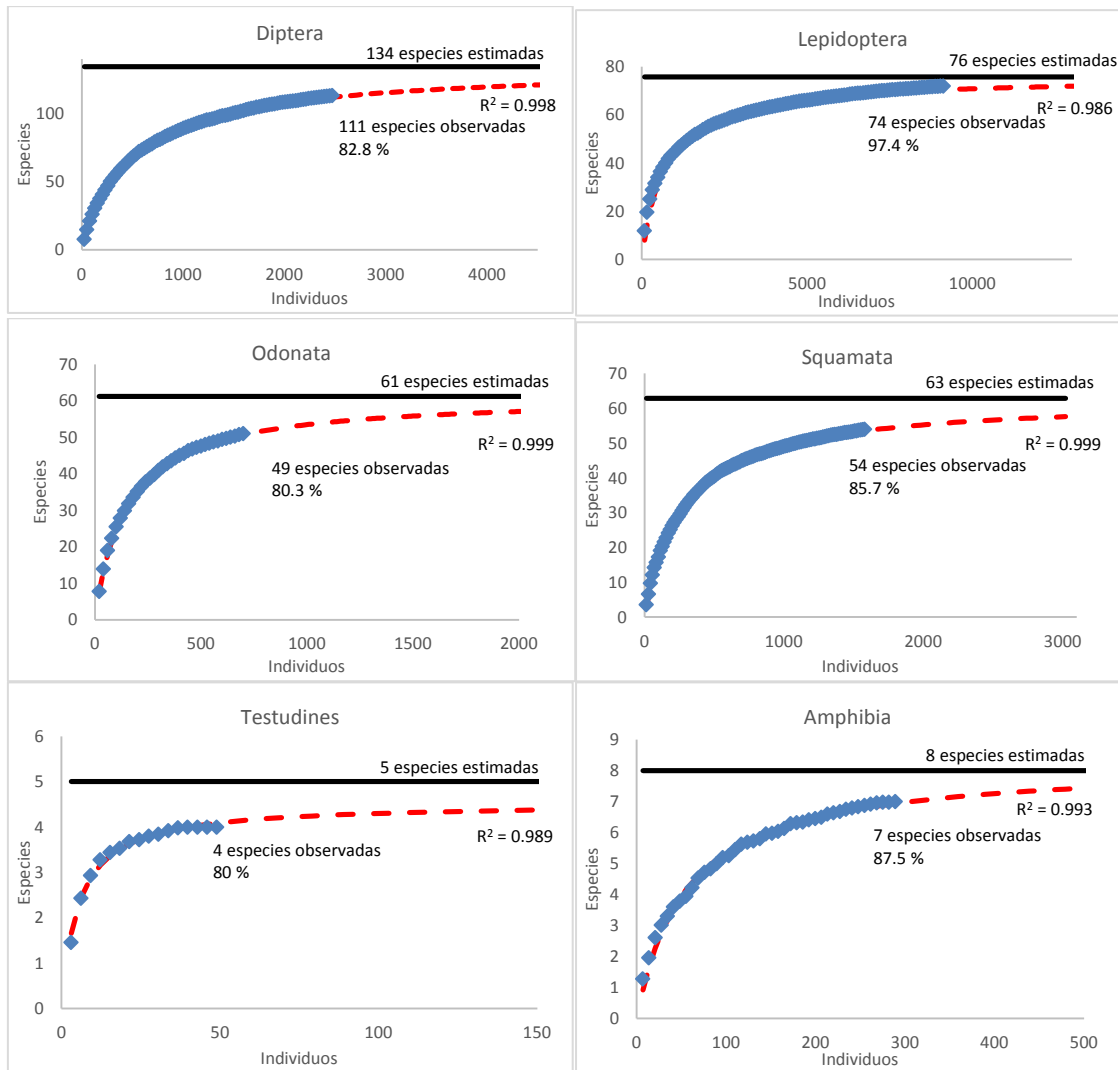 Diptera
134 especies estimadas
R² = 0.998
111 especies observadas
82.8 %
Especies
100
50
0
0 1000 2000 3000 4000
Individuos
Lepidoptera
76 especies estimadas
R² = 0.986
74 especies observadas
97.4 %
Especies
80
60
40
20
0
0 5000 10000
Individuos
Odonata
61 especies estimadas
R² = 0.999
49 especies observadas
80.3 %
Especies
70
60
50
40
30
20
10
0
0 500 1000 1500 2000
Individuos
Squamata
63 especies estimadas
R² = 0.999
54 especies observadas
85.7 %
Especies
70
60
50
40
30
20
10
0
0 1000 2000 3000
Individuos
Testudines
5 especies estimadas
R² = 0.989
4 especies observadas
80 %
Especies
6
5
4
3
2
1
0
0 50 100 150
Individuos
Amphibia
8 especies estimadas
R² = 0.993
7 especies observadas
87.5 %
Especies
9
8
7
6
5
4
3
2
1
0
0 100 200 300 400 500
Individuos